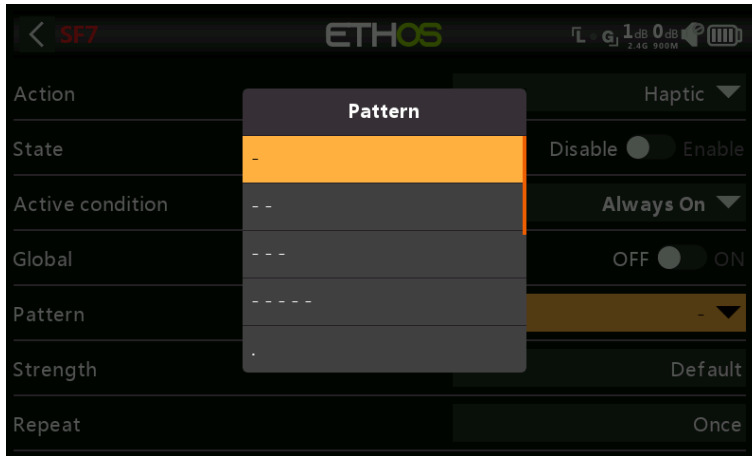 SF7
ETHOS
L G 1dB 0dB
2.4G 900M
Action
Haptic
Pattern
State
-
Disable Enable
Active condition
- -
Always On
Global
- - -
OFF ON
Pattern
- - - - -
-
Strength
.
Default
Repeat
Once